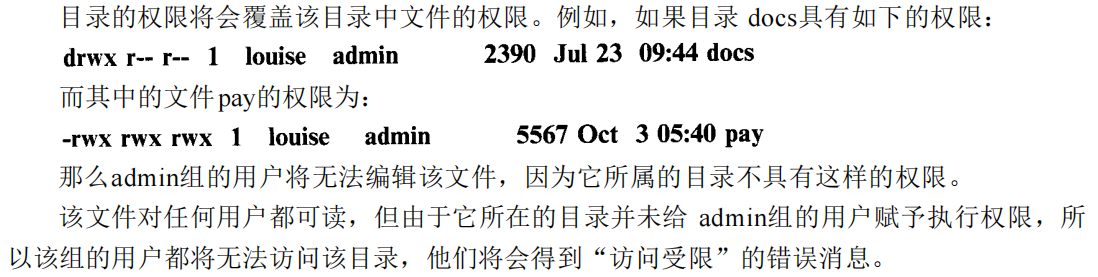 目录的权限将会覆盖该目录中文件的权限。例如，如果目录 docs具有如下的权限：
drwx r-- r-- 1 louise admin 2390 Jul 23 09:44 docs
而其中的文件pay的权限为：
-rwx rwx rwx 1 louise admin 5567 Oct 3 05:40 pay
那么admin组的用户将无法编辑该文件，因为它所属的目录不具有这样的权限。
该文件对任何用户都可读，但由于它所在的目录并未给 admin组的用户赋予执行权限，所
以该组的用户都将无法访问该目录，他们将会得到“访问受限”的错误消息。